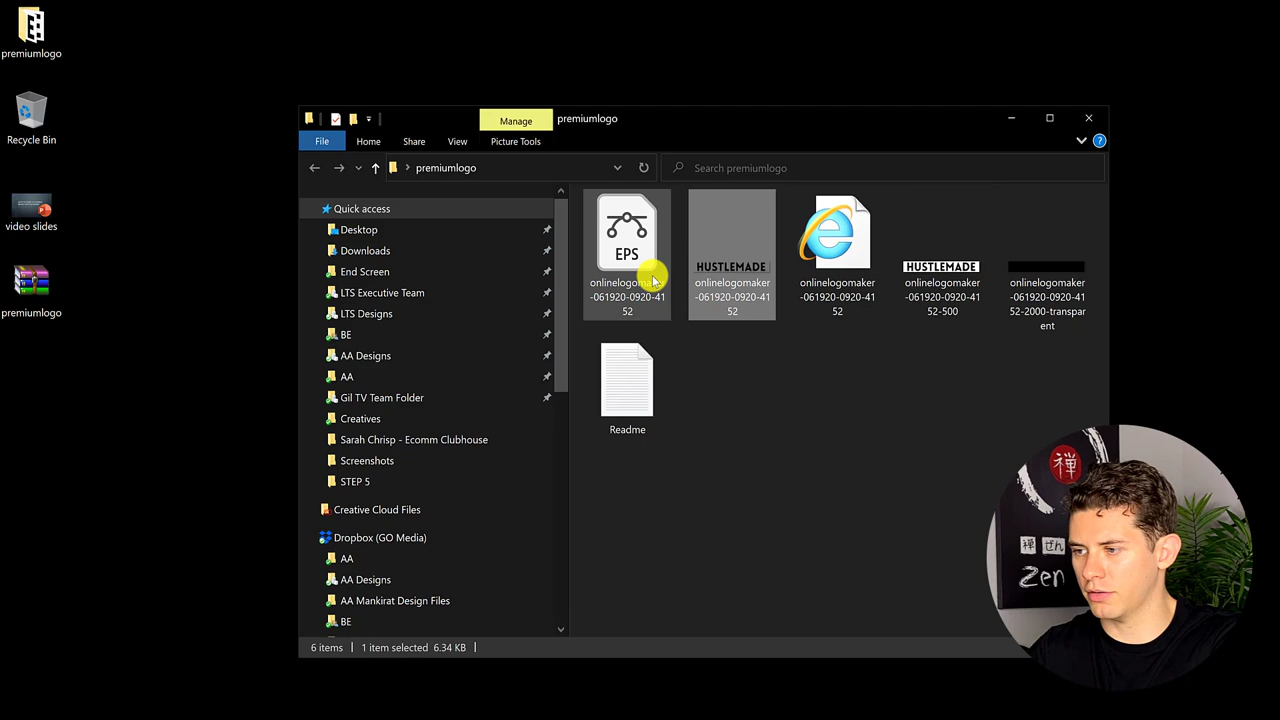 premiumlogo
Recycle Bin
video slides
premiumlogo
Manage
premiumlogo
File
Home
Share
View
Picture Tools
premiumlogo
Search premiumlogo
Quick access
Desktop
Downloads
End Screen
LTS Executive Team
LTS Designs
BE
AA Designs
AA
Gil TV Team Folder
Creatives
Sarah Chrisp - Ecomm Clubhouse
Screenshots
STEP 5
Creative Cloud Files
Dropbox (GO Media)
AA
AA Designs
AA Mankirat Design Files
BE
EPS
-061920-0920-41
52
HUSTLEMADE
onlinelogomaker
-061920-0920-41
52
onlinelogomaker
-061920-0920-41
52
HUSTLEMADE
onlinelogomaker
-061920-0920-41
52-500
onlinelogomaker
-061920-0920-41
52-2000-transpar
ent
Readme
6 items
1 item selected 6.34 KB
禅
禅 ぜん
Zen